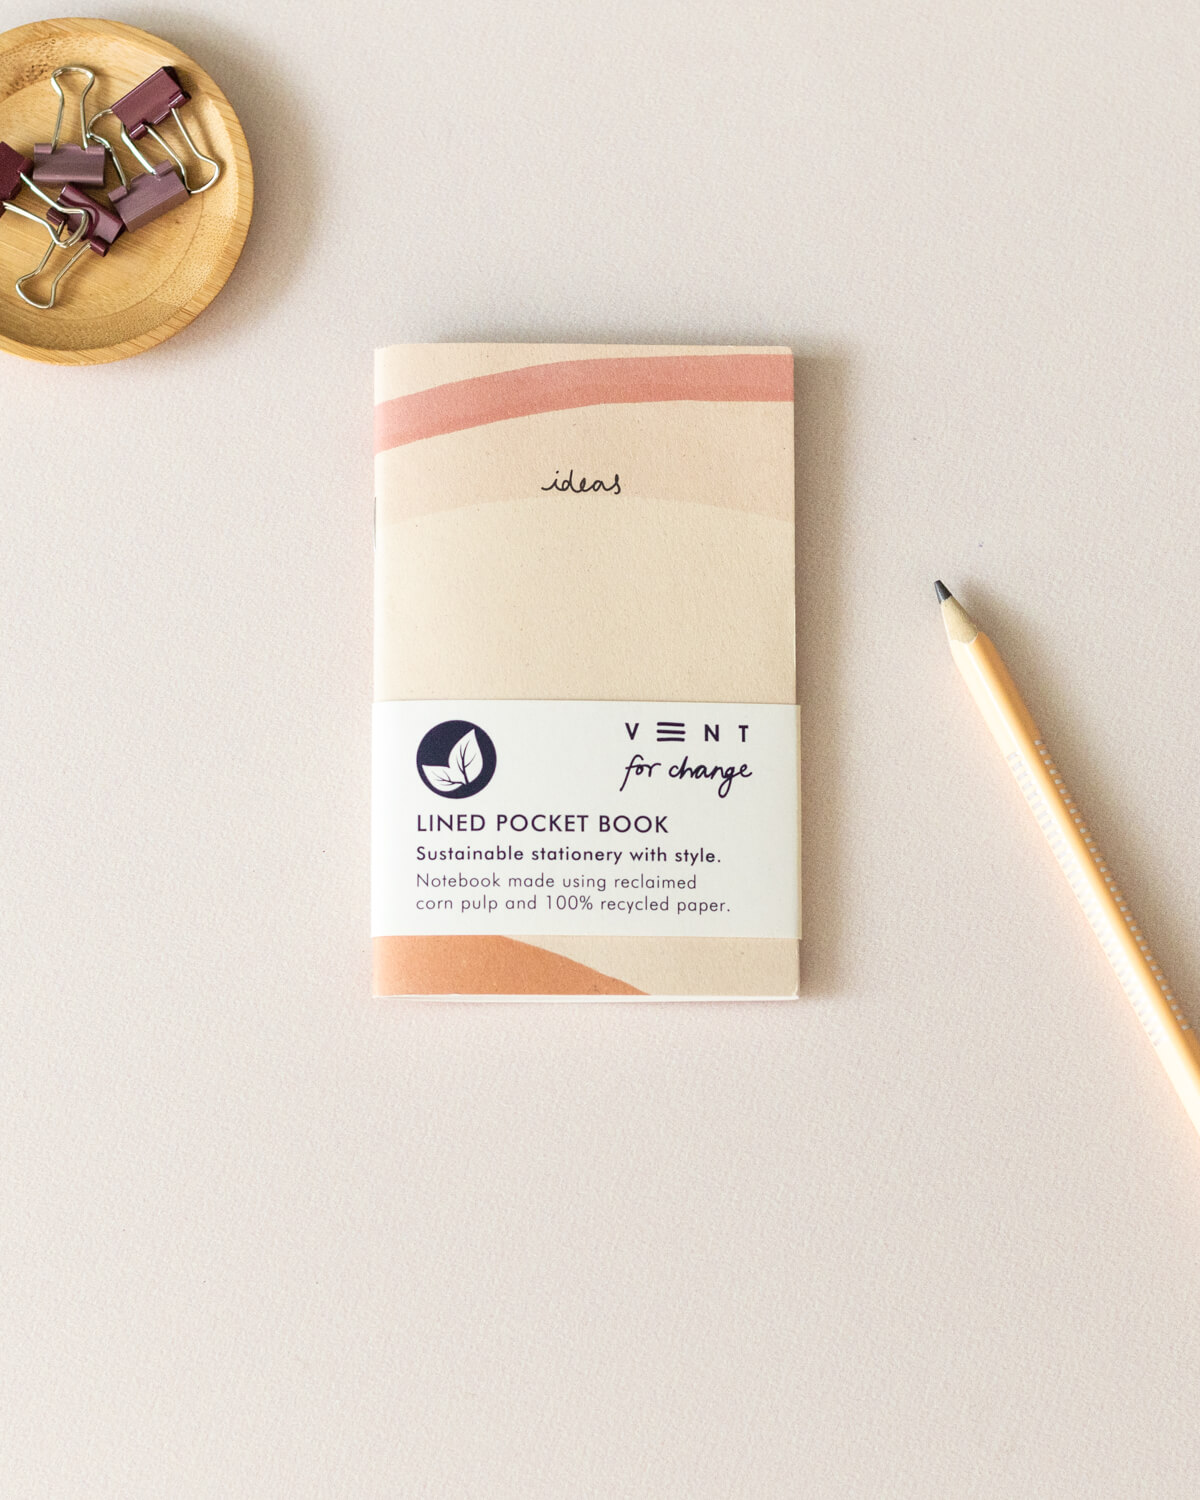 ideas
VENT
for change
LINED POCKET BOOK
Sustainable stationery with style.
Notebook made using reclaimed
corn pulp and 100% recycled paper.